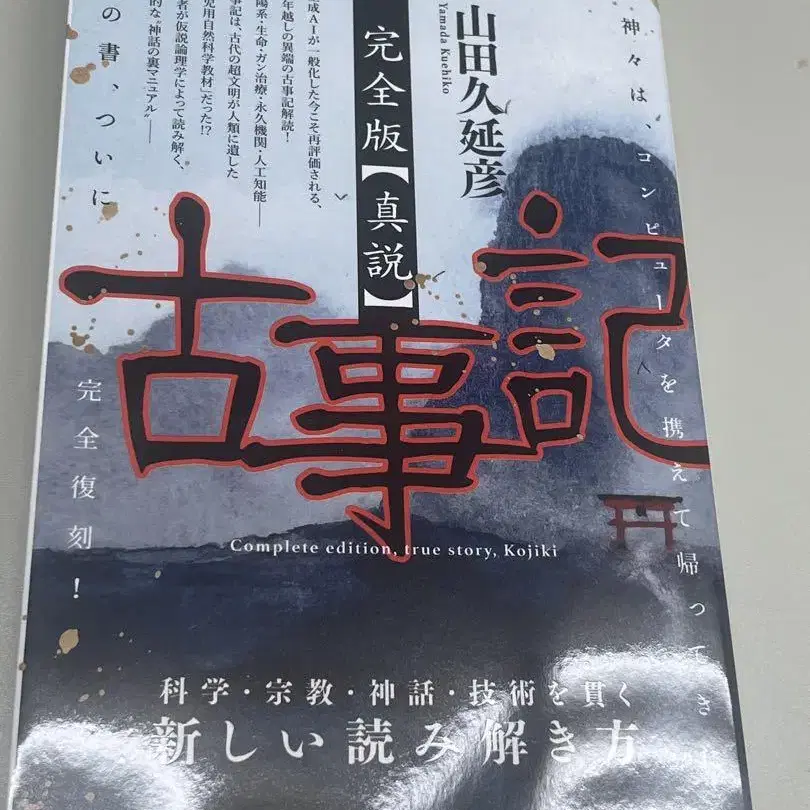 神々は、コンピュータを携えて帰ってき
山田久延彦
Yamada Kuehiko
完全版【真説】
古事記
成AIが一般化した今こそ再評価される、
年越しの異端の古事記解読！
陽系・生命・ガン治療・永久機関・人工知能──
事記は、古代の超文明が人類に遺した
児用自然科学教材」だった!?
者が仮説論理学によって読み解く、
的な“神話の裏マニュアル”──
の書、ついに
完全復刻！
Complete edition, true story, Kojiki
科学・宗教・神話・技術を貫く
新しい読み解き方